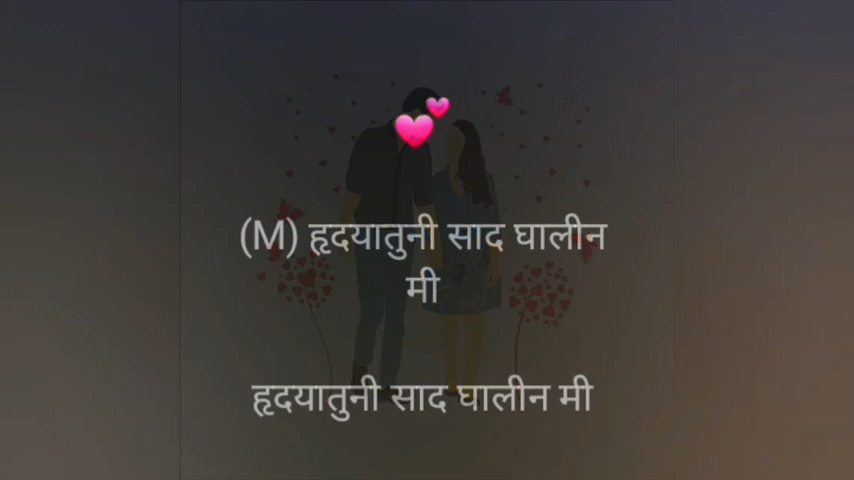 (M) हृदयातुनी साद घालीन
मी
हृदयातुनी साद घालीन मी